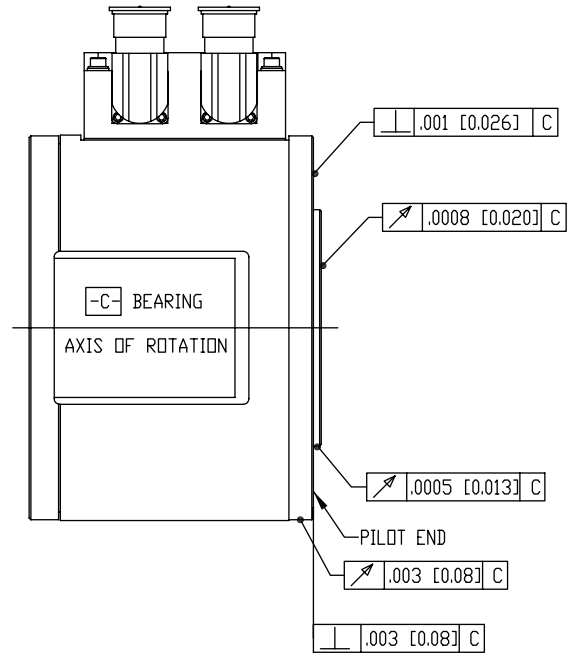 ⊥ .001 [0.026] C
↗ .0008 [0.020] C
-C- BEARING
AXIS OF ROTATION
↗ .0005 [0.013] C
PILOT END
↗ .003 [0.08] C
⊥ .003 [0.08] C